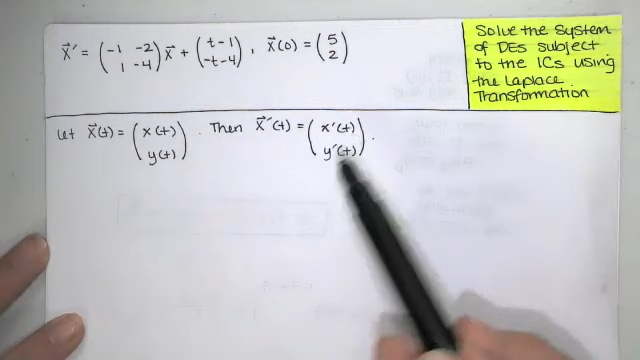 X⃗′ = (-1 -2; 1 -4) X⃗ + (t-1; -t-4), X⃗(0) = (5; 2)
Solve the System
of DEs subject
to the ICs using
the Laplace
Transformation
Let X⃗(t) = (x(t); y(t)). Then X⃗′(t) = (x′(t); y′(t)).